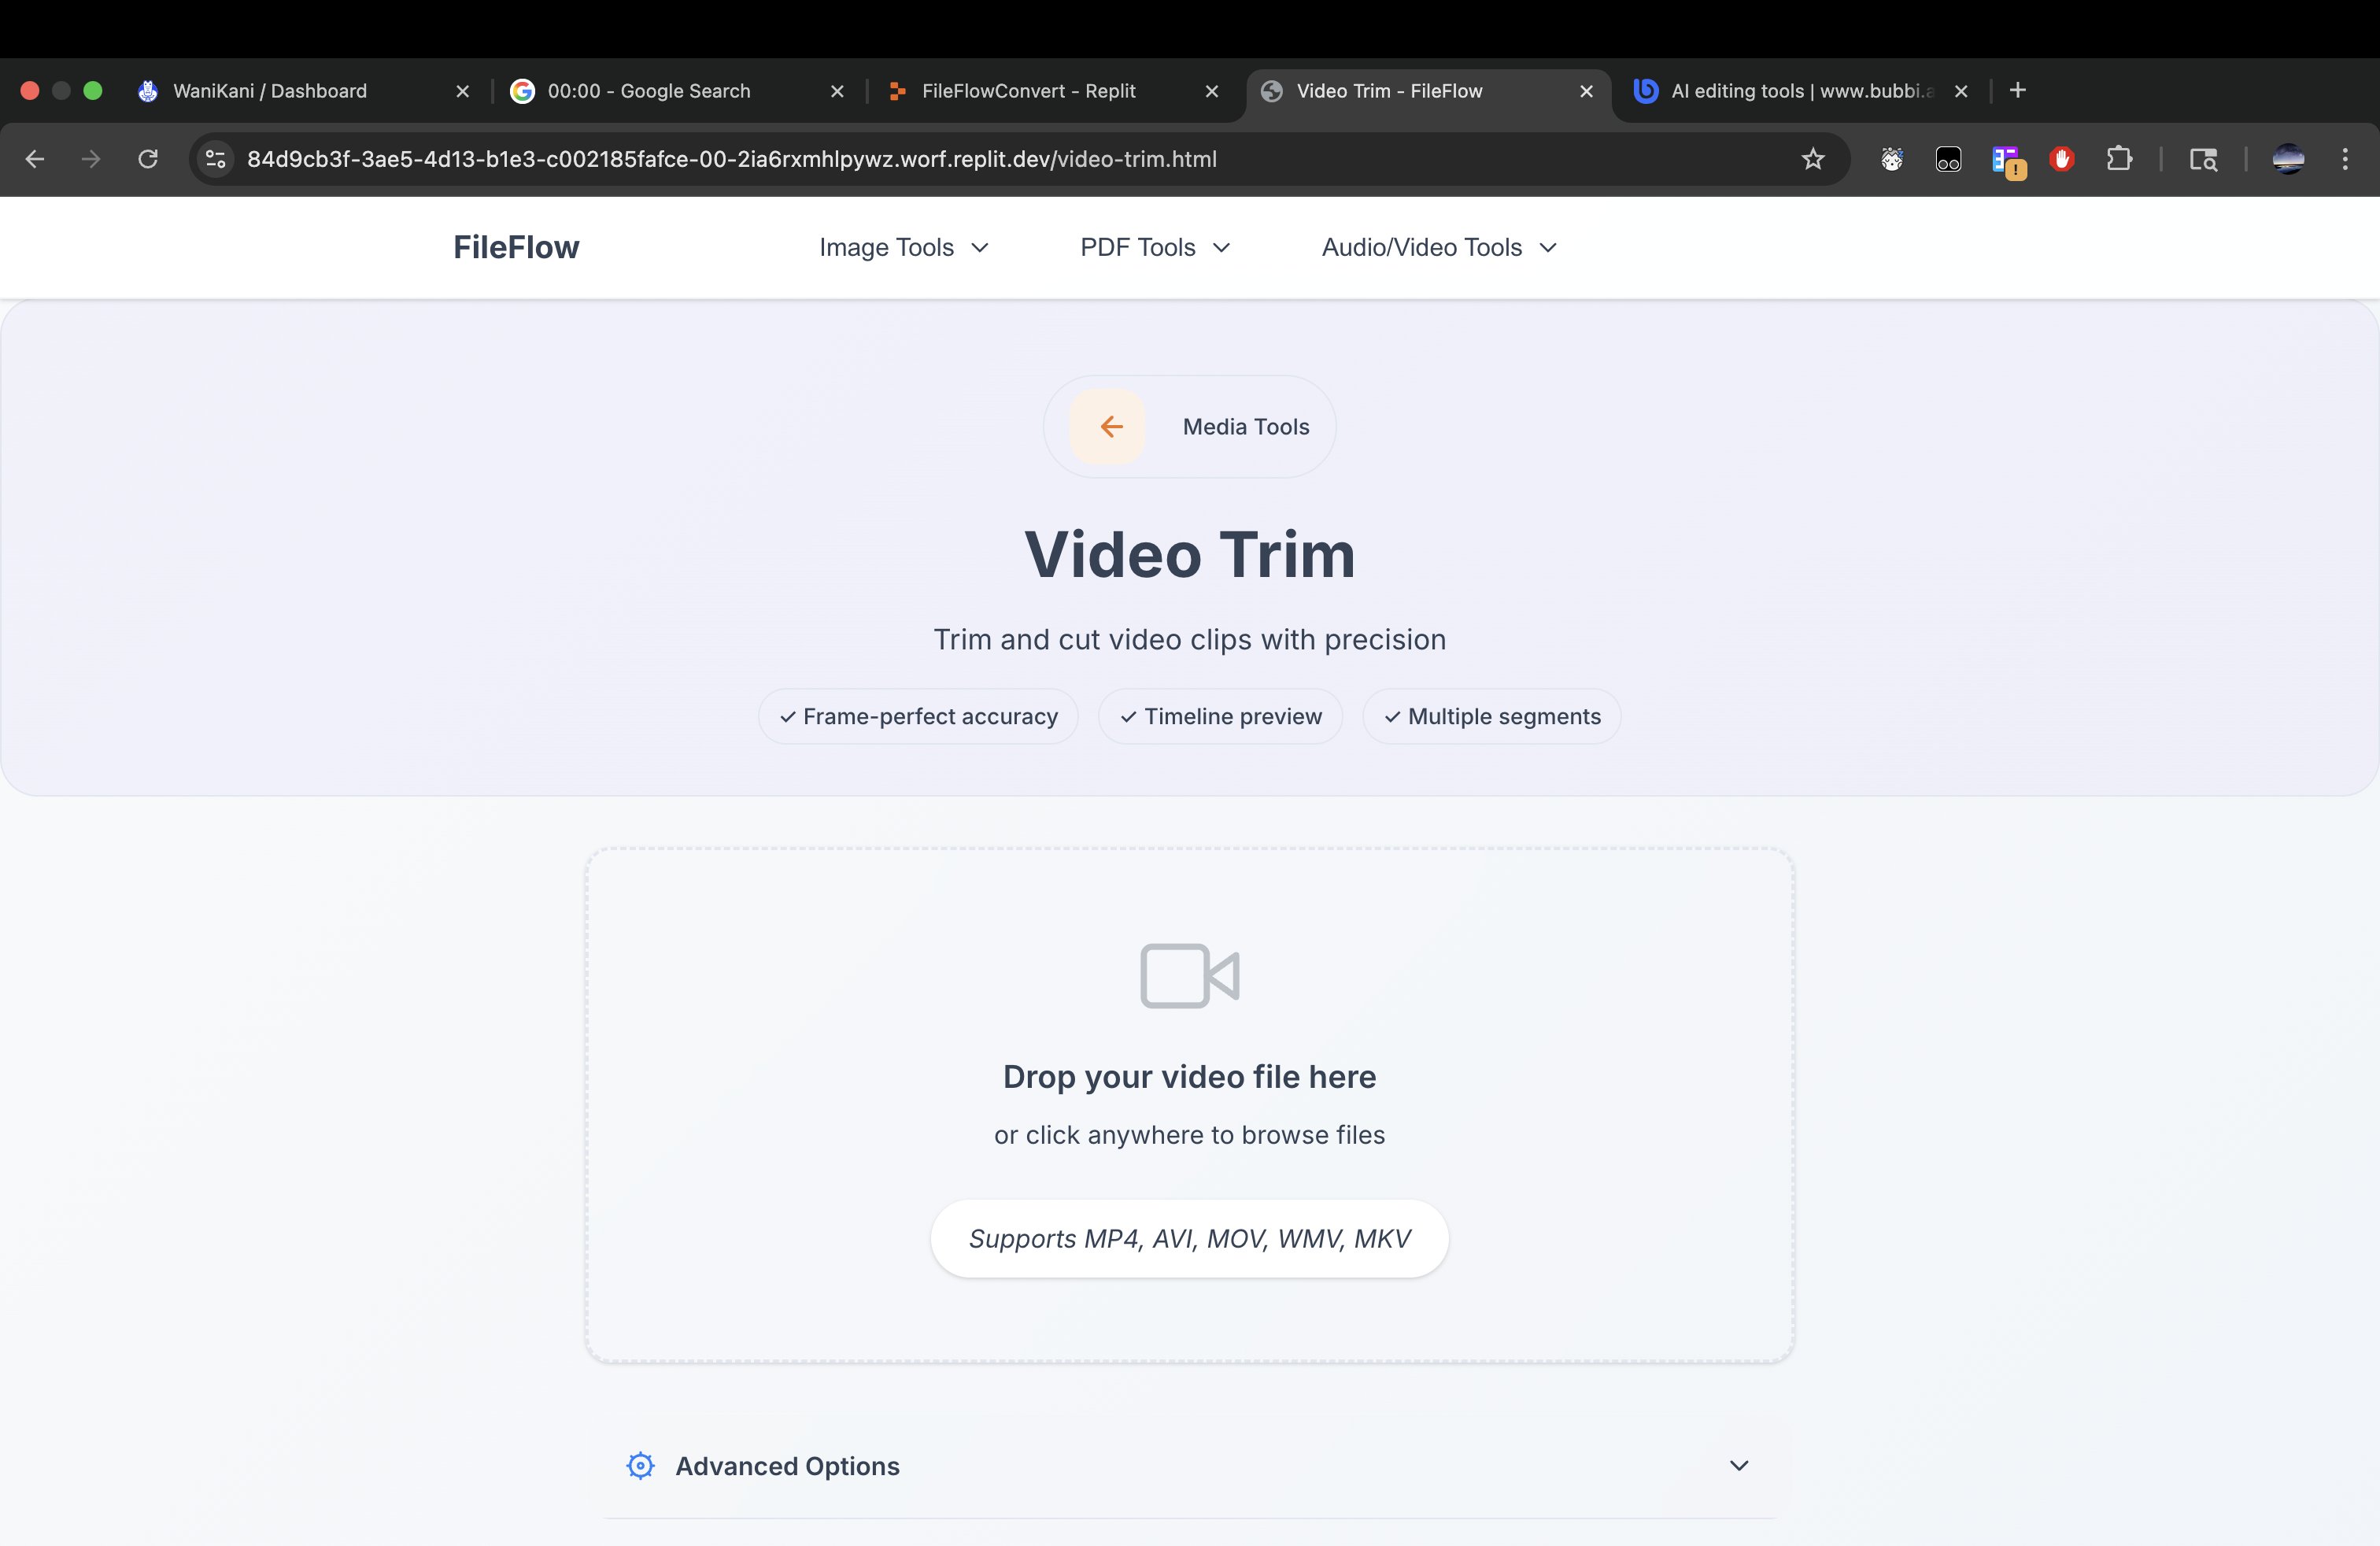 WaniKani / Dashboard
00:00 - Google Search
FileFlowConvert - Replit
Video Trim - FileFlow
AI editing tools | www.bubbi.a
84d9cb3f-3ae5-4d13-b1e3-c002185fafce-00-2ia6rxmhlpywz.worf.replit.dev/video-trim.html
FileFlow
Image Tools
PDF Tools
Audio/Video Tools
Media Tools
Video Trim
Trim and cut video clips with precision
✓ Frame-perfect accuracy
✓ Timeline preview
✓ Multiple segments
Drop your video file here
or click anywhere to browse files
Supports MP4, AVI, MOV, WMV, MKV
Advanced Options